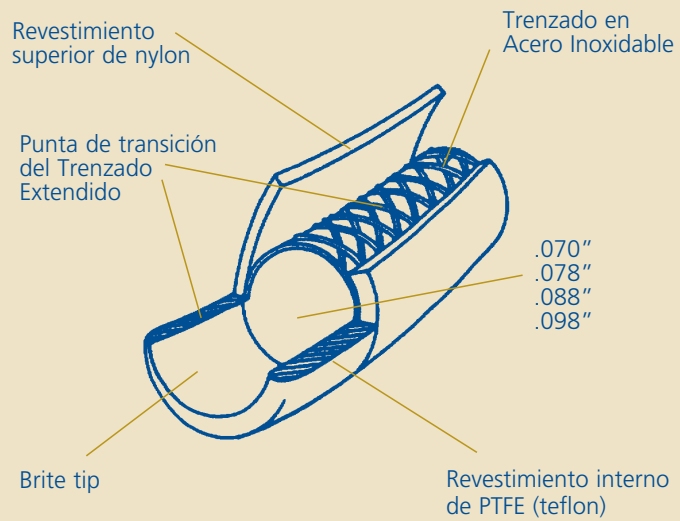 Revestimiento
superior de nylon
Trenzado en
Acero Inoxidable
Punta de transición
del Trenzado
Extendido
.070”
.078”
.088”
.098”
Brite tip
Revestimiento interno
de PTFE (teflon)